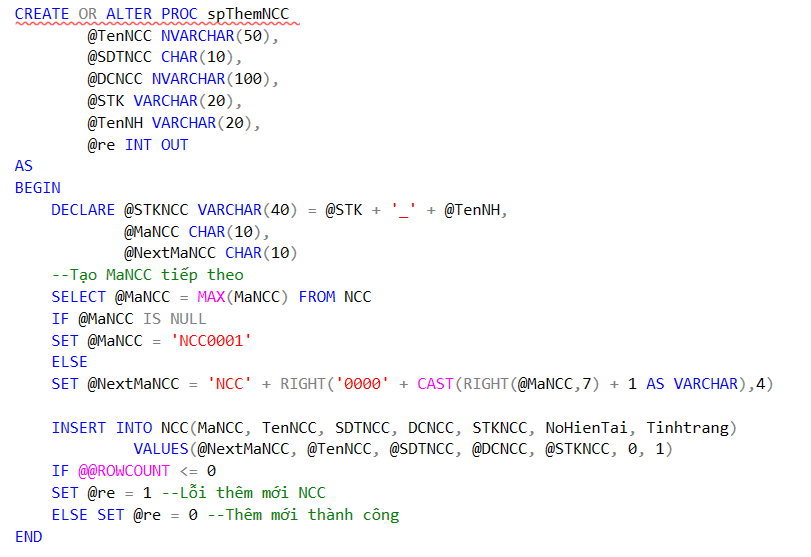 CREATE OR ALTER PROC spThemNCC
        @TenNCC NVARCHAR(50),
        @SDTNCC CHAR(10),
        @DCNCC NVARCHAR(100),
        @STK VARCHAR(20),
        @TenNH VARCHAR(20),
        @re INT OUT
AS
BEGIN
    DECLARE @STKNCC VARCHAR(40) = @STK + '_' + @TenNH,
            @MaNCC CHAR(10),
            @NextMaNCC CHAR(10)
    --Tạo MaNCC tiếp theo
    SELECT @MaNCC = MAX(MaNCC) FROM NCC
    IF @MaNCC IS NULL
    SET @MaNCC = 'NCC0001'
    ELSE
    SET @NextMaNCC = 'NCC' + RIGHT('0000' + CAST(RIGHT(@MaNCC,7) + 1 AS VARCHAR),4)

    INSERT INTO NCC(MaNCC, TenNCC, SDTNCC, DCNCC, STKNCC, NoHienTai, Tinhtrang)
             VALUES(@NextMaNCC, @TenNCC, @SDTNCC, @DCNCC, @STKNCC, 0, 1)
    IF @@ROWCOUNT <= 0
    SET @re = 1 --Lỗi thêm mới NCC
    ELSE SET @re = 0 --Thêm mới thành công
END